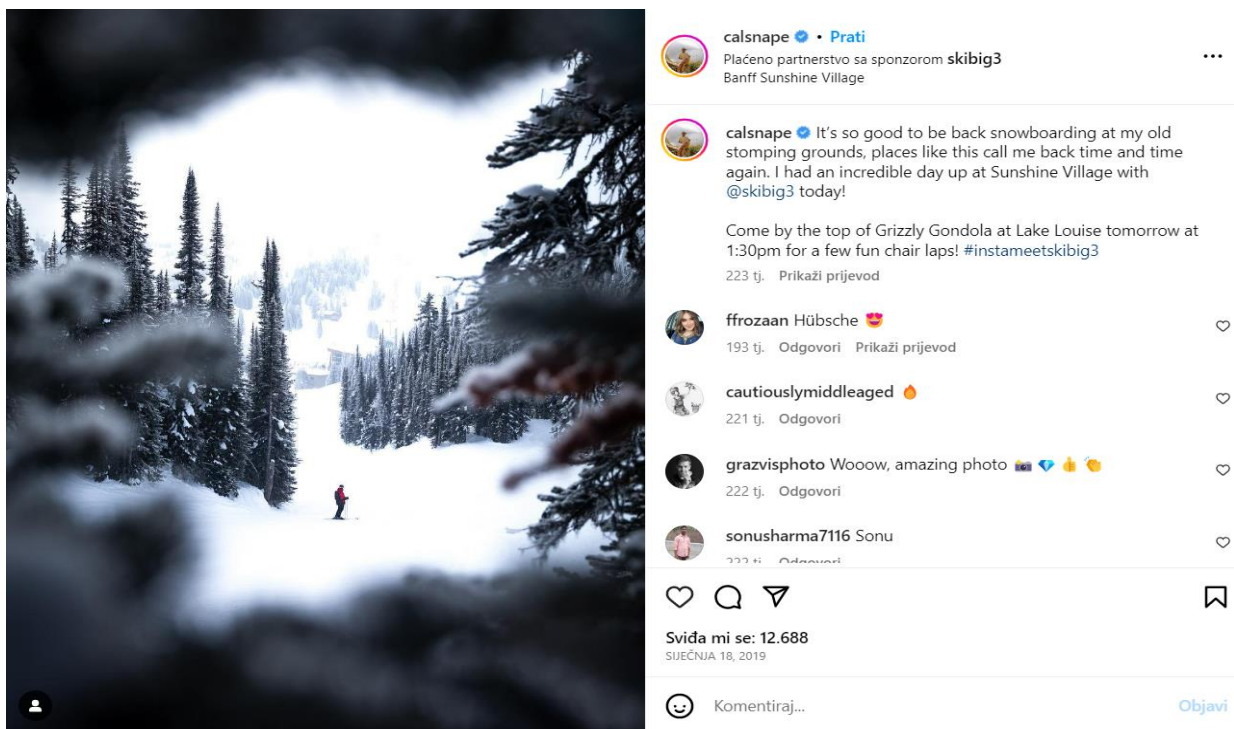 calsnape • Prati
Plaćeno partnerstvo sa sponzorom skibig3
Banff Sunshine Village
calsnape It's so good to be back snowboarding at my old
stomping grounds, places like this call me back time and time
again. I had an incredible day up at Sunshine Village with
@skibig3 today!
Come by the top of Grizzly Gondola at Lake Louise tomorrow at
1:30pm for a few fun chair laps! #instameetskibig3
223 tj. Prikaži prijevod
ffrozaan Hübsche 😍
193 tj. Odgovori Prikaži prijevod
cautiouslymiddleaged 🔥
221 tj. Odgovori
grazvisphoto Wooow, amazing photo 📸 💎 👍 👏
222 tj. Odgovori
sonusharma7116 Sonu
222 tj. Odgovori
Sviđa mi se: 12.688
SIJEČNJA 18, 2019
Komentiraj...
Objavi